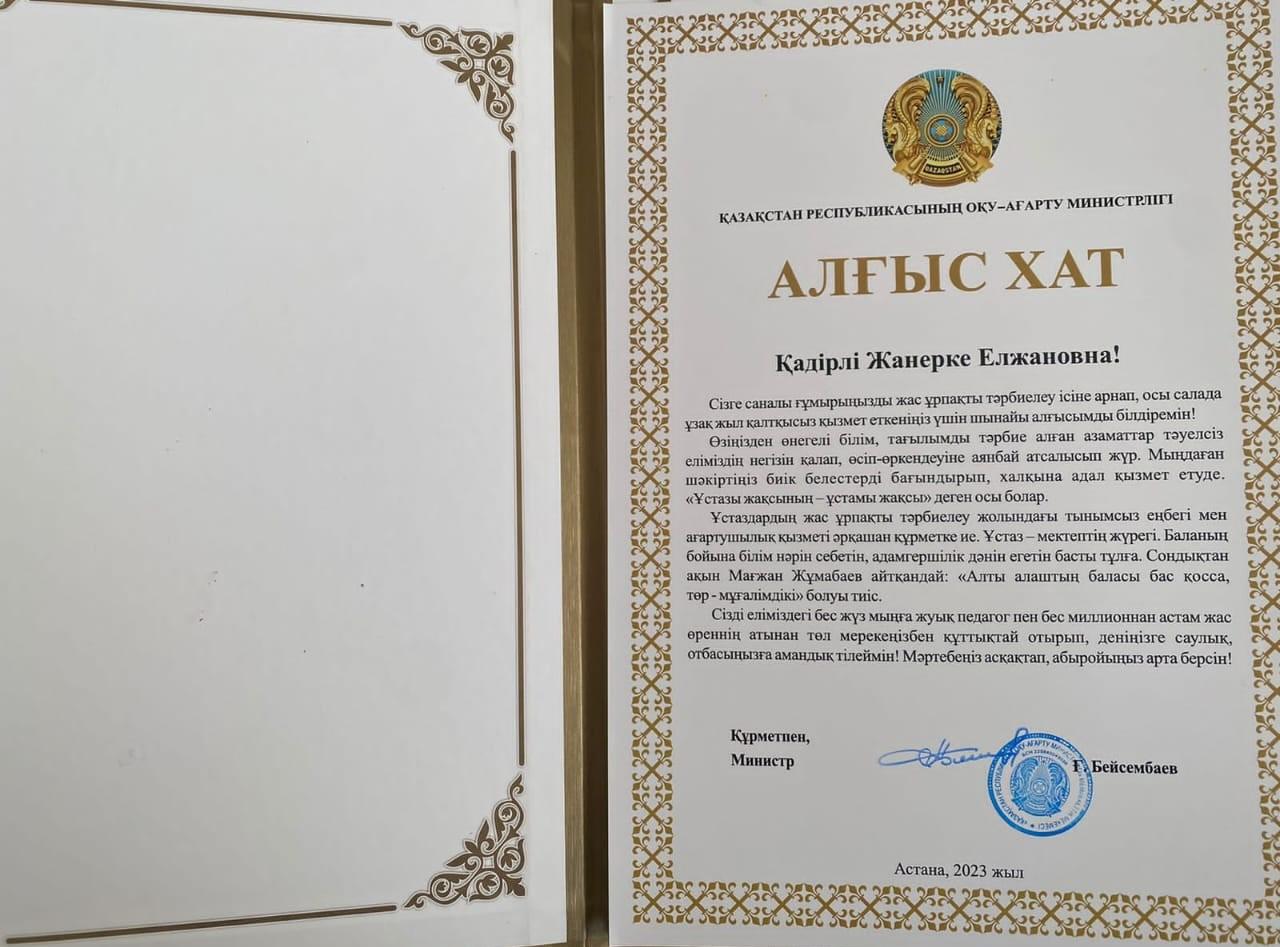 QAZAQSTAN
ҚАЗАҚСТАН РЕСПУБЛИКАСЫНЫҢ ОҚУ–АҒАРТУ МИНИСТРЛІГІ
АЛҒЫС ХАТ
Қадірлі Жанерке Елжановна!
Сізге саналы ғұмырыңызды жас ұрпақты тәрбиелеу ісіне арнап, осы салада
ұзақ жыл қалтқысыз қызмет еткеніңіз үшін шынайы алғысымды білдіремін!
Өзіңізден өнегелі білім, тағылымды тәрбие алған азаматтар тәуелсіз
еліміздің негізін қалап, өсіп-өркендеуіне аянбай атсалысып жүр. Мыңдаған
шәкіртіңіз биік белестерді бағындырып, халқына адал қызмет етуде.
«Ұстазы жақсының – ұстамы жақсы» деген осы болар.
Ұстаздардың жас ұрпақты тәрбиелеу жолындағы тынымсыз еңбегі мен
ағартушылық қызметі әрқашан құрметке ие. Ұстаз – мектептің жүрегі. Баланың
бойына білім нәрін себетін, адамгершілік дәнін егетін басты тұлға. Сондықтан
ақын Мағжан Жұмабаев айтқандай: «Алты алаштың баласы бас қосса,
төр - мұғалімдікі» болуы тиіс.
Сізді еліміздегі бес жүз мыңға жуық педагог пен бес миллионнан астам жас
өреннің атынан төл мерекеңізбен құттықтай отырып, деніңізге саулық,
отбасыңызға амандық тілеймін! Мәртебеңіз асқақтап, абыройыңыз арта берсін!
Құрметпен,
Министр
Ғ. Бейсембаев
Астана, 2023 жыл